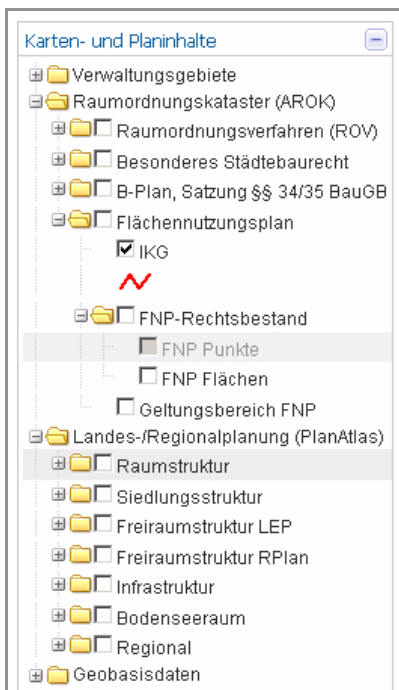 Karten- und Planinhalte
Verwaltungsgebiete
Raumordnungskataster (AROK)
Raumordnungsverfahren (ROV)
Besonderes Städtebaurecht
B-Plan, Satzung §§ 34/35 BauGB
Flächennutzungsplan
IKG
FNP-Rechtsbestand
FNP Punkte
FNP Flächen
Geltungsbereich FNP
Landes-/Regionalplanung (PlanAtlas)
Raumstruktur
Siedlungsstruktur
Freiraumstruktur LEP
Freiraumstruktur RPlan
Infrastruktur
Bodenseeraum
Regional
Geobasisdaten